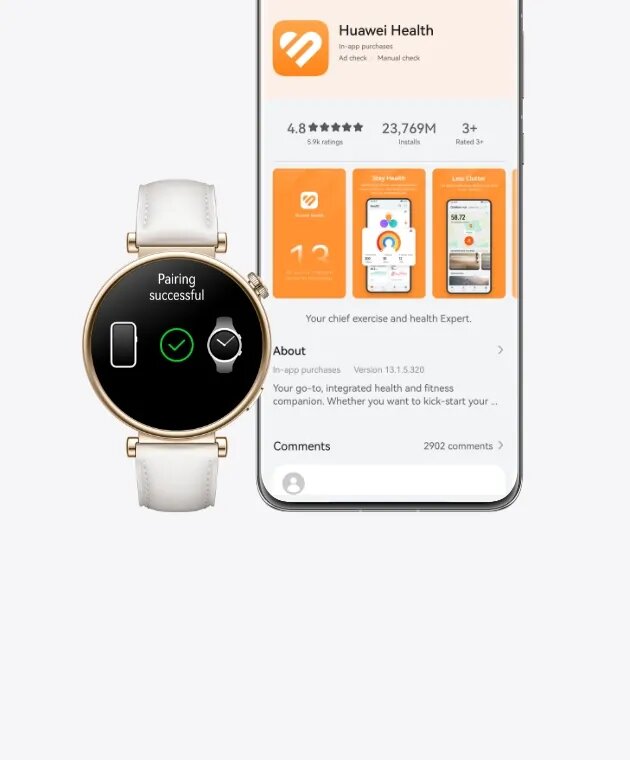 Huawei Health
In-app purchases
Ad check Manual check
4.8 ★★★★★ 23,769M 3+
5.9k ratings Installs Rated 3+
Stay Health
Less Clutter
Huawei Health
13
58.72
Pairing
successful
Your chief exercise and health Expert.
About
In-app purchases Version 13.1.5.320
Your go-to, integrated health and fitness
companion. Whether you want to kick-start your ...
Comments 2902 comments